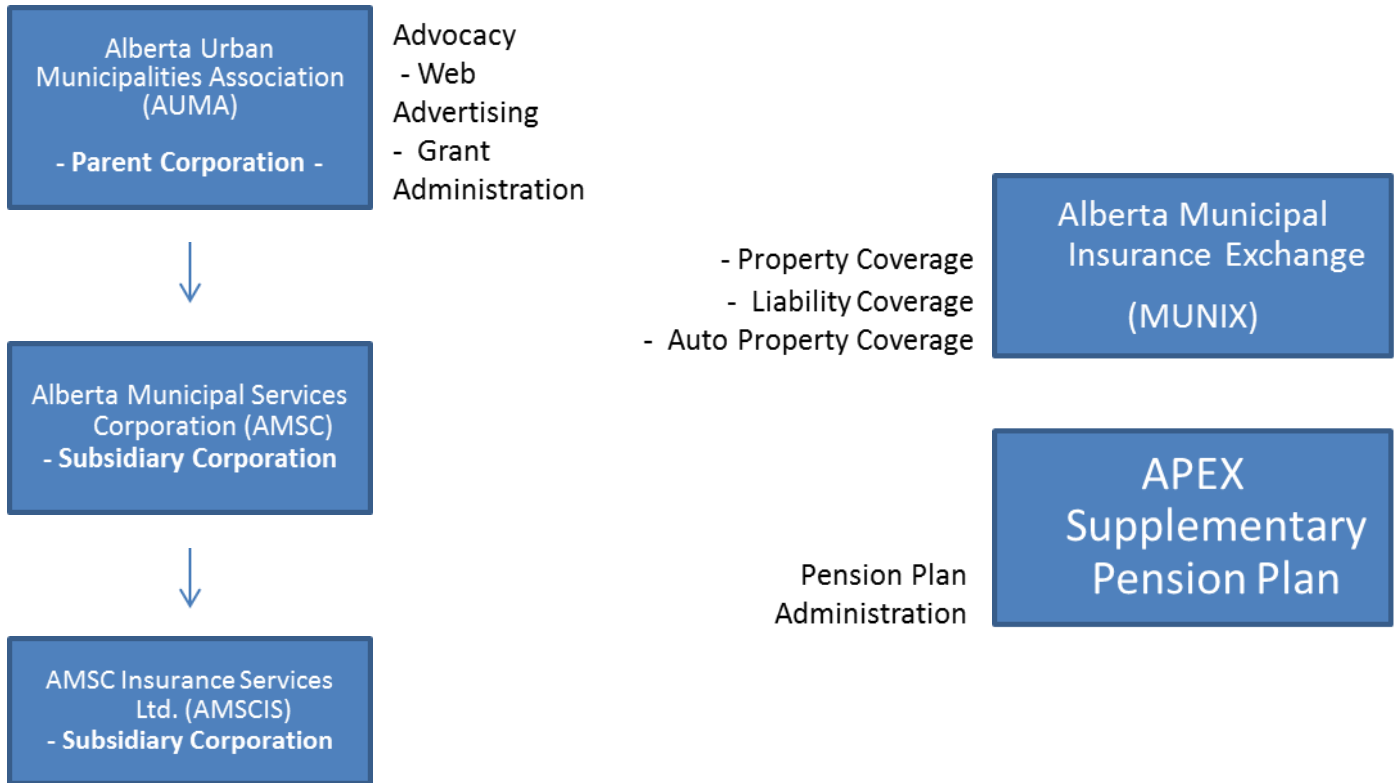 Alberta Urban
Municipalities Association
(AUMA)
- Parent Corporation -
Advocacy
- Web
Advertising
- Grant
Administration
Alberta Municipal Services
Corporation (AMSC)
- Subsidiary Corporation
AMSC Insurance Services
Ltd. (AMSCIS)
- Subsidiary Corporation
- Property Coverage
- Liability Coverage
- Auto Property Coverage
Alberta Municipal
Insurance Exchange
(MUNIX)
Pension Plan
Administration
APEX
Supplementary
Pension Plan